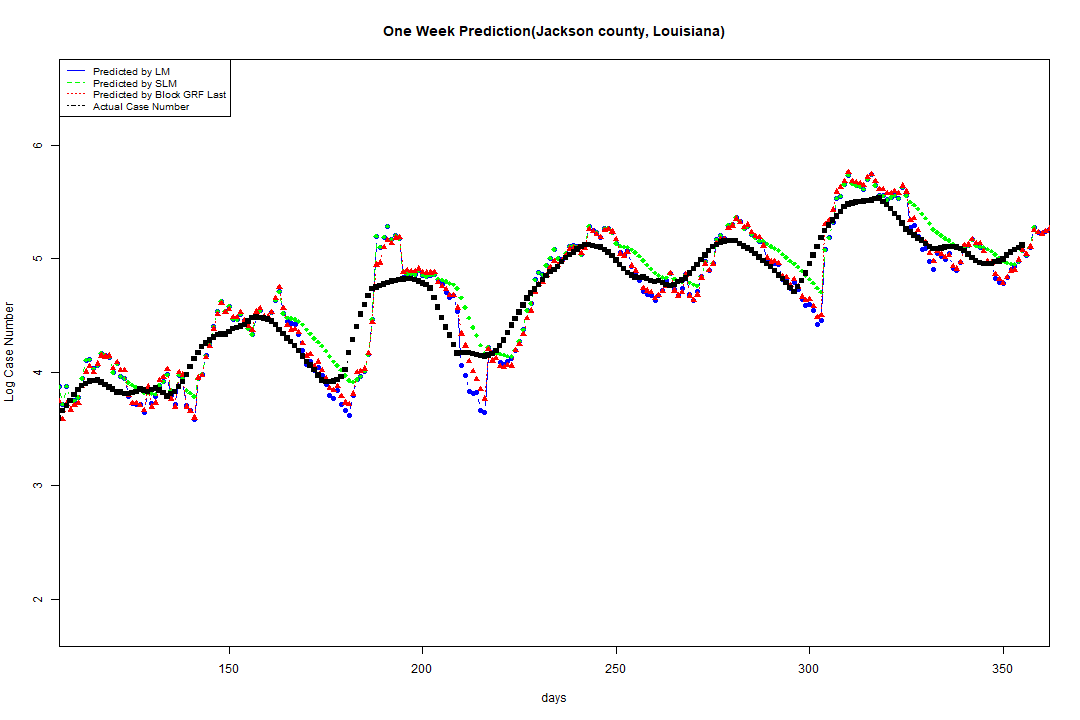 One Week Prediction(Jackson county, Louisiana)
Predicted by LM
Predicted by SLM
Predicted by Block GRF Last
Actual Case Number
6
5
4
3
2
Log Case Number
150 200 250 300 350
days